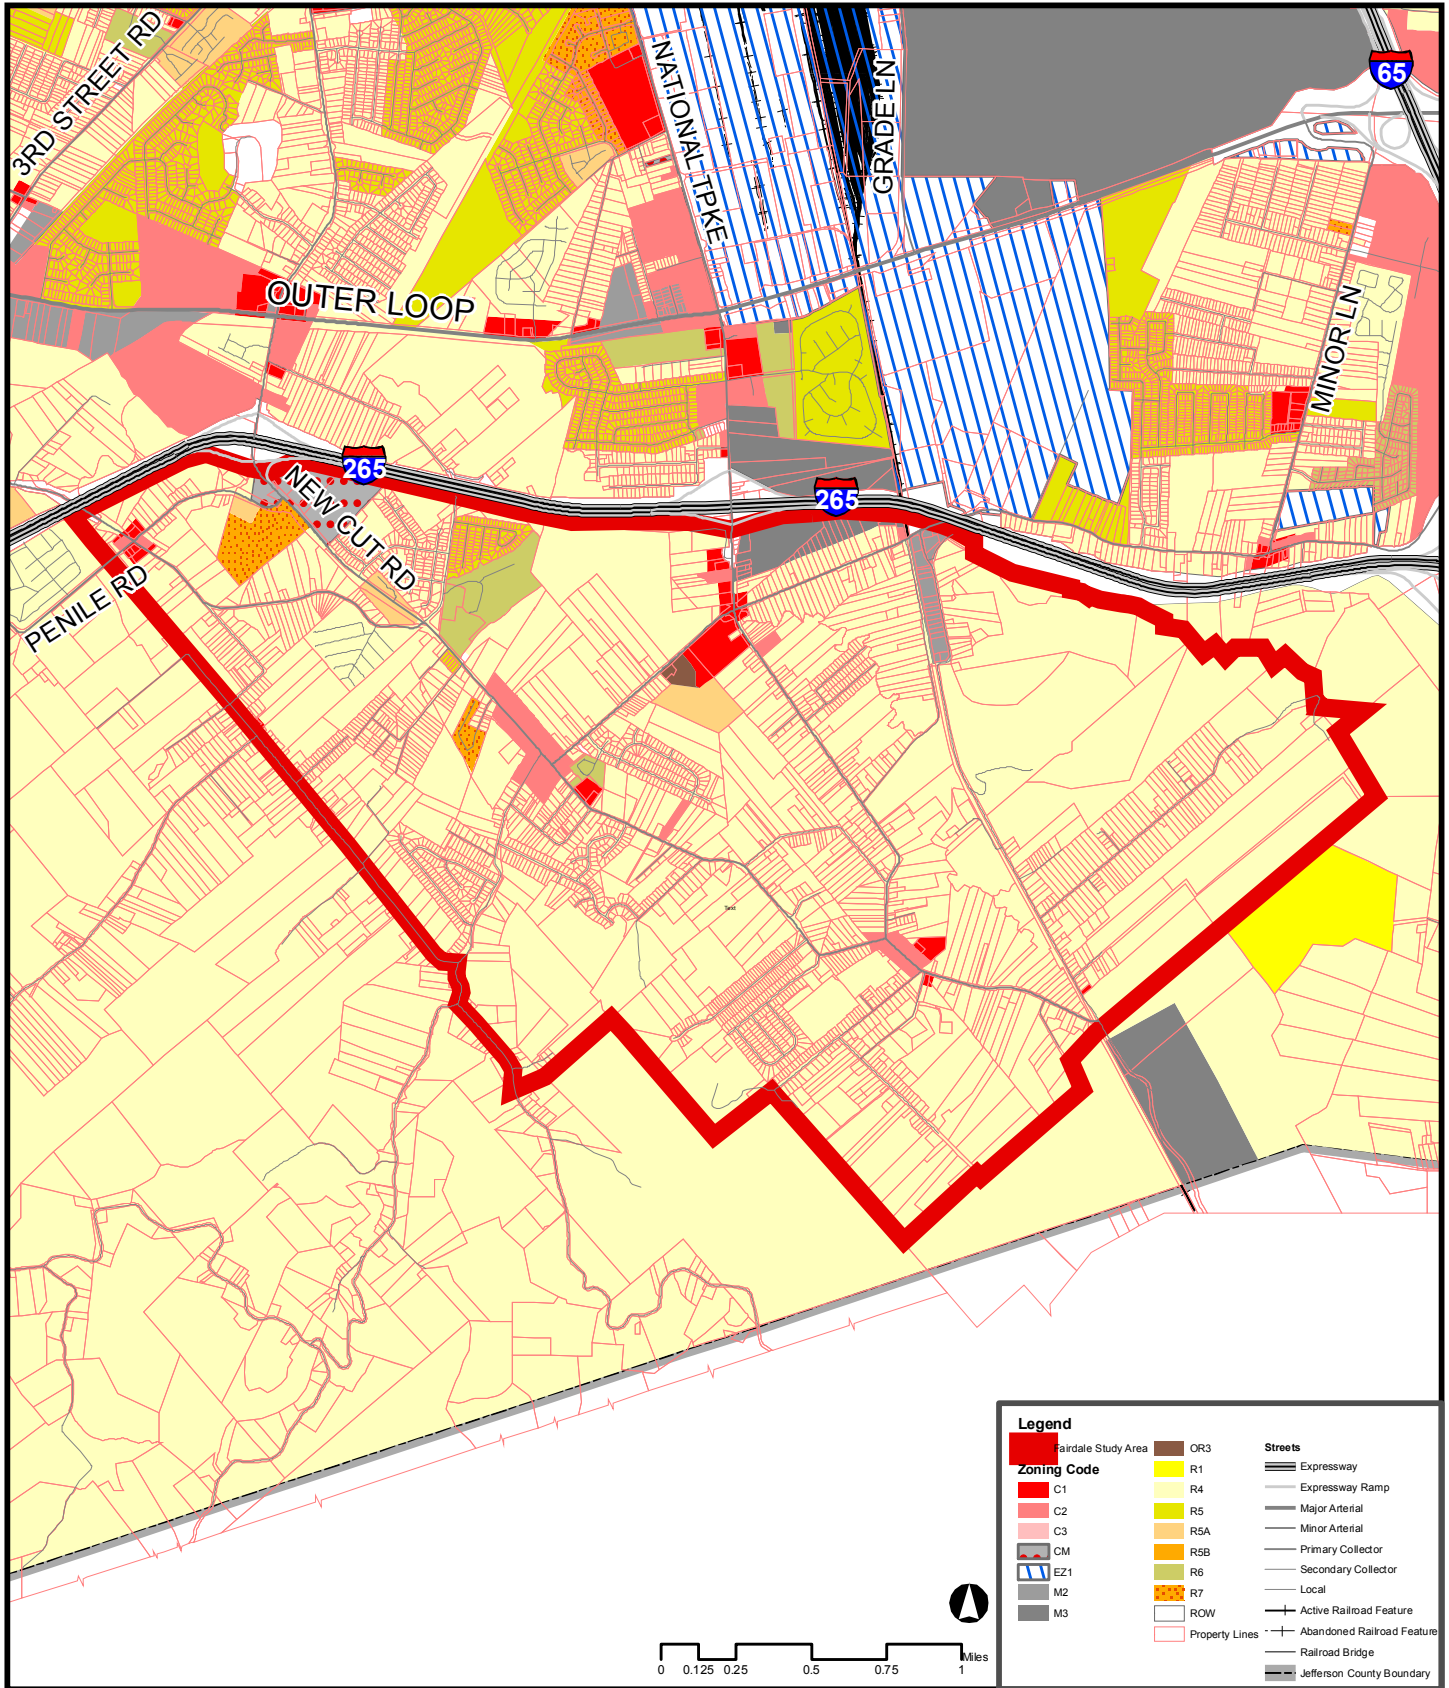 3RD STREET RD
NATIONAL TPKE
GRADE LN
65
OUTER LOOP
MINOR LN
265
NEW CUT RD
265
PENILE RD
Text
Legend
Fairdale Study Area
Zoning Code
C1
C2
C3
CM
EZ1
M2
M3
OR3
R1
R4
R5
R5A
R5B
R6
R7
ROW
Property Lines
Streets
Expressway
Expressway Ramp
Major Arterial
Minor Arterial
Primary Collector
Secondary Collector
Local
Active Railroad Feature
Abandoned Railroad Feature
Railroad Bridge
Jefferson County Boundary
0 0.125 0.25 0.5 0.75 1 Miles